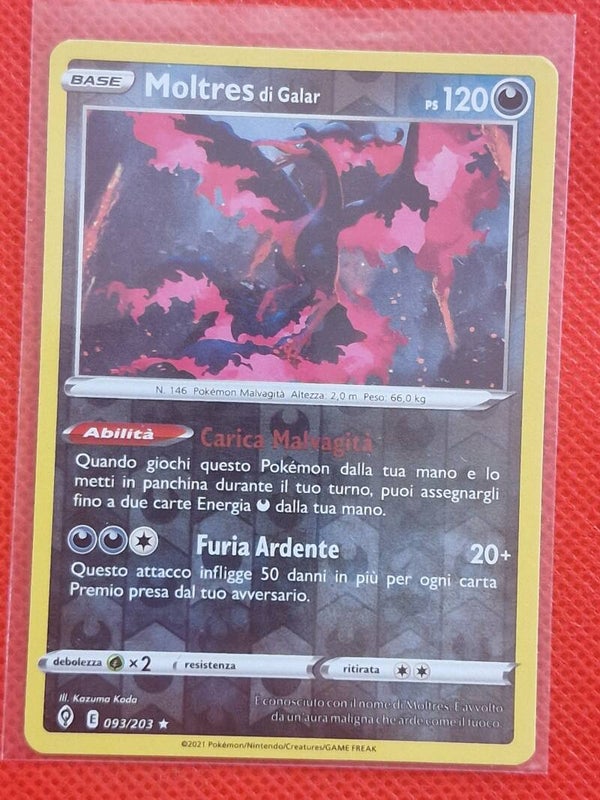 BASE Moltres di Galar PS 120
N. 146 Pokémon Malvagità Altezza: 2,0 m Peso: 66,0 kg
Abilità Carica Malvagità
Quando giochi questo Pokémon dalla tua mano e lo
metti in panchina durante il tuo turno, puoi assegnargli
fino a due carte Energia dalla tua mano.
Furia Ardente 20+
Questo attacco infligge 50 danni in più per ogni carta
Premio presa dal tuo avversario.
debolezza ×2 resistenza ritirata
Ill. Kazuma Koda
E 093/203 ★
È conosciuto con il nome di Moltres. È avvolto
da un'aura maligna che arde come il fuoco.
©2021 Pokémon/Nintendo/Creatures/GAME FREAK